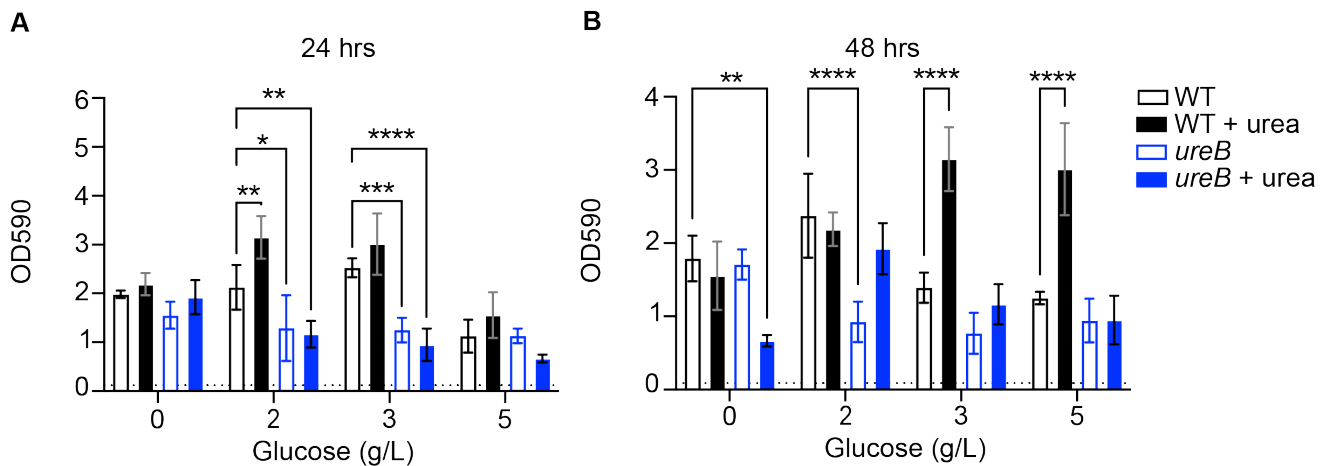 A
24 hrs
OD590
6
5
4
3
2
1
0
**
*
**
****
***
0 2 3 5
Glucose (g/L)
B
48 hrs
OD590
4
3
2
1
0
** **** **** ****
0 2 3 5
Glucose (g/L)
WT
WT + urea
ureB
ureB + urea